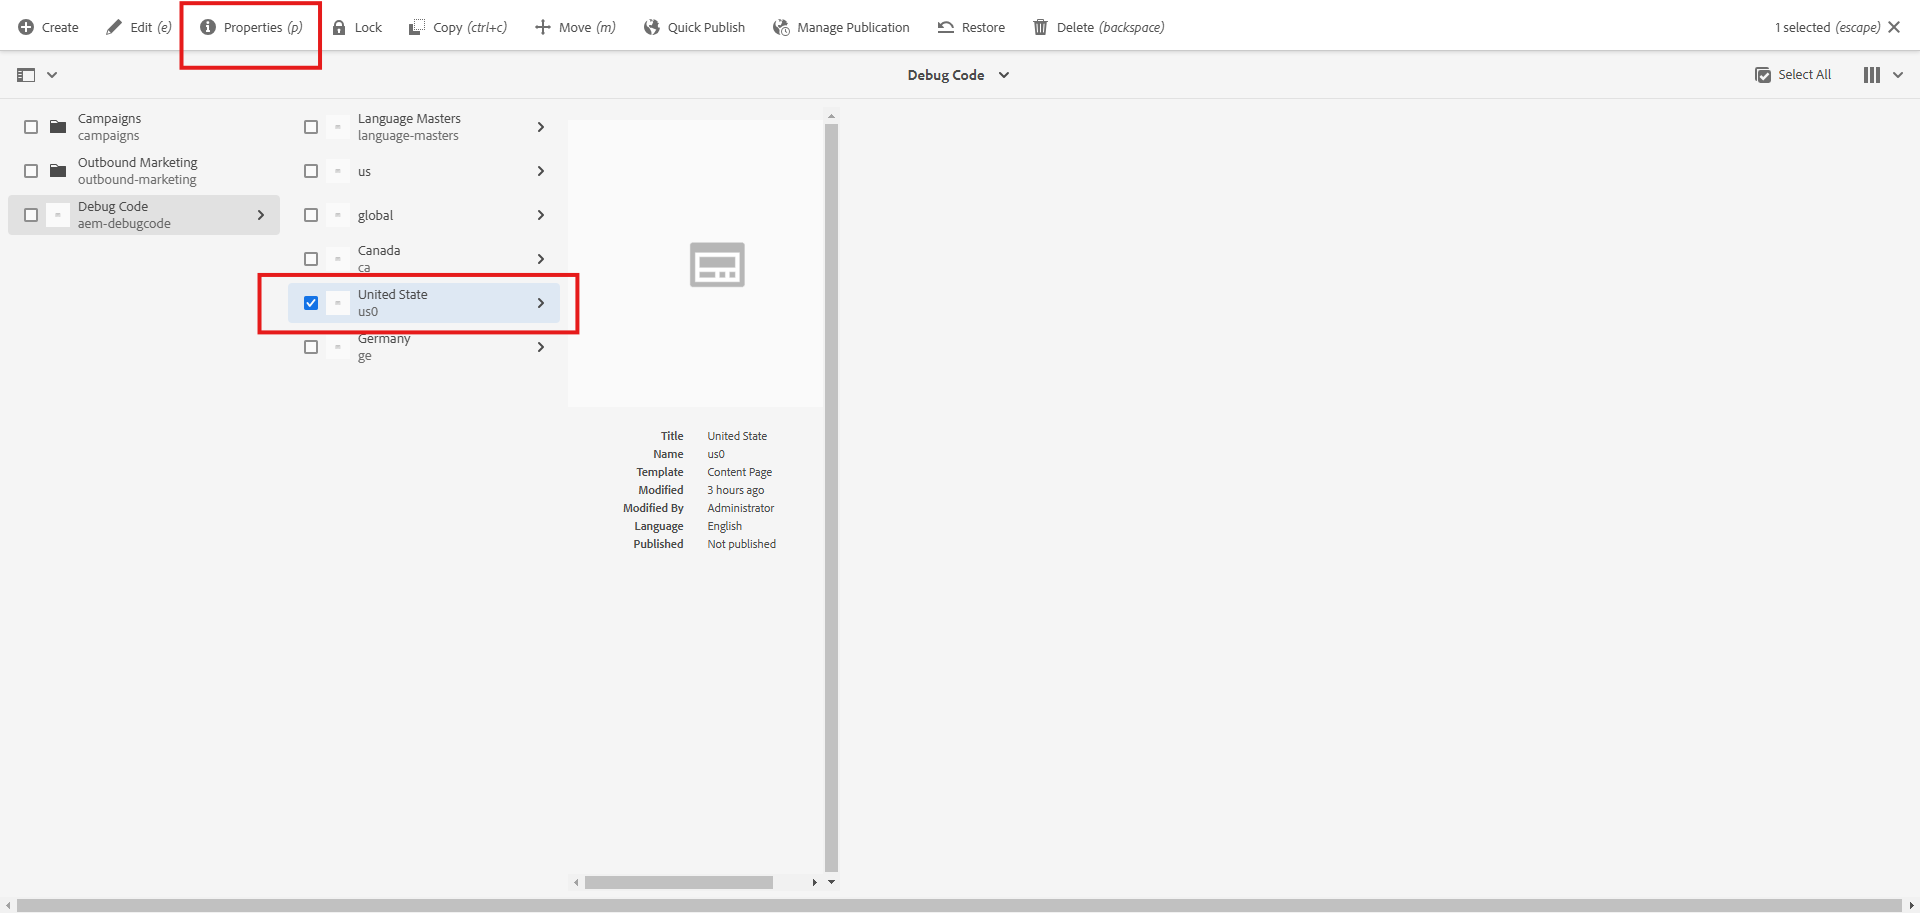 Create Edit (e) Properties (p) Lock Copy (ctrl+c) Move (m) Quick Publish Manage Publication Restore Delete (backspace) 1 selected (escape)
Debug Code Select All
Campaigns
campaigns
Outbound Marketing
outbound-marketing
Debug Code
aem-debugcode
Language Masters
language-masters
us
global
Canada
ca
United State
us0
Germany
ge
Title United State
Name us0
Template Content Page
Modified 3 hours ago
Modified By Administrator
Language English
Published Not published